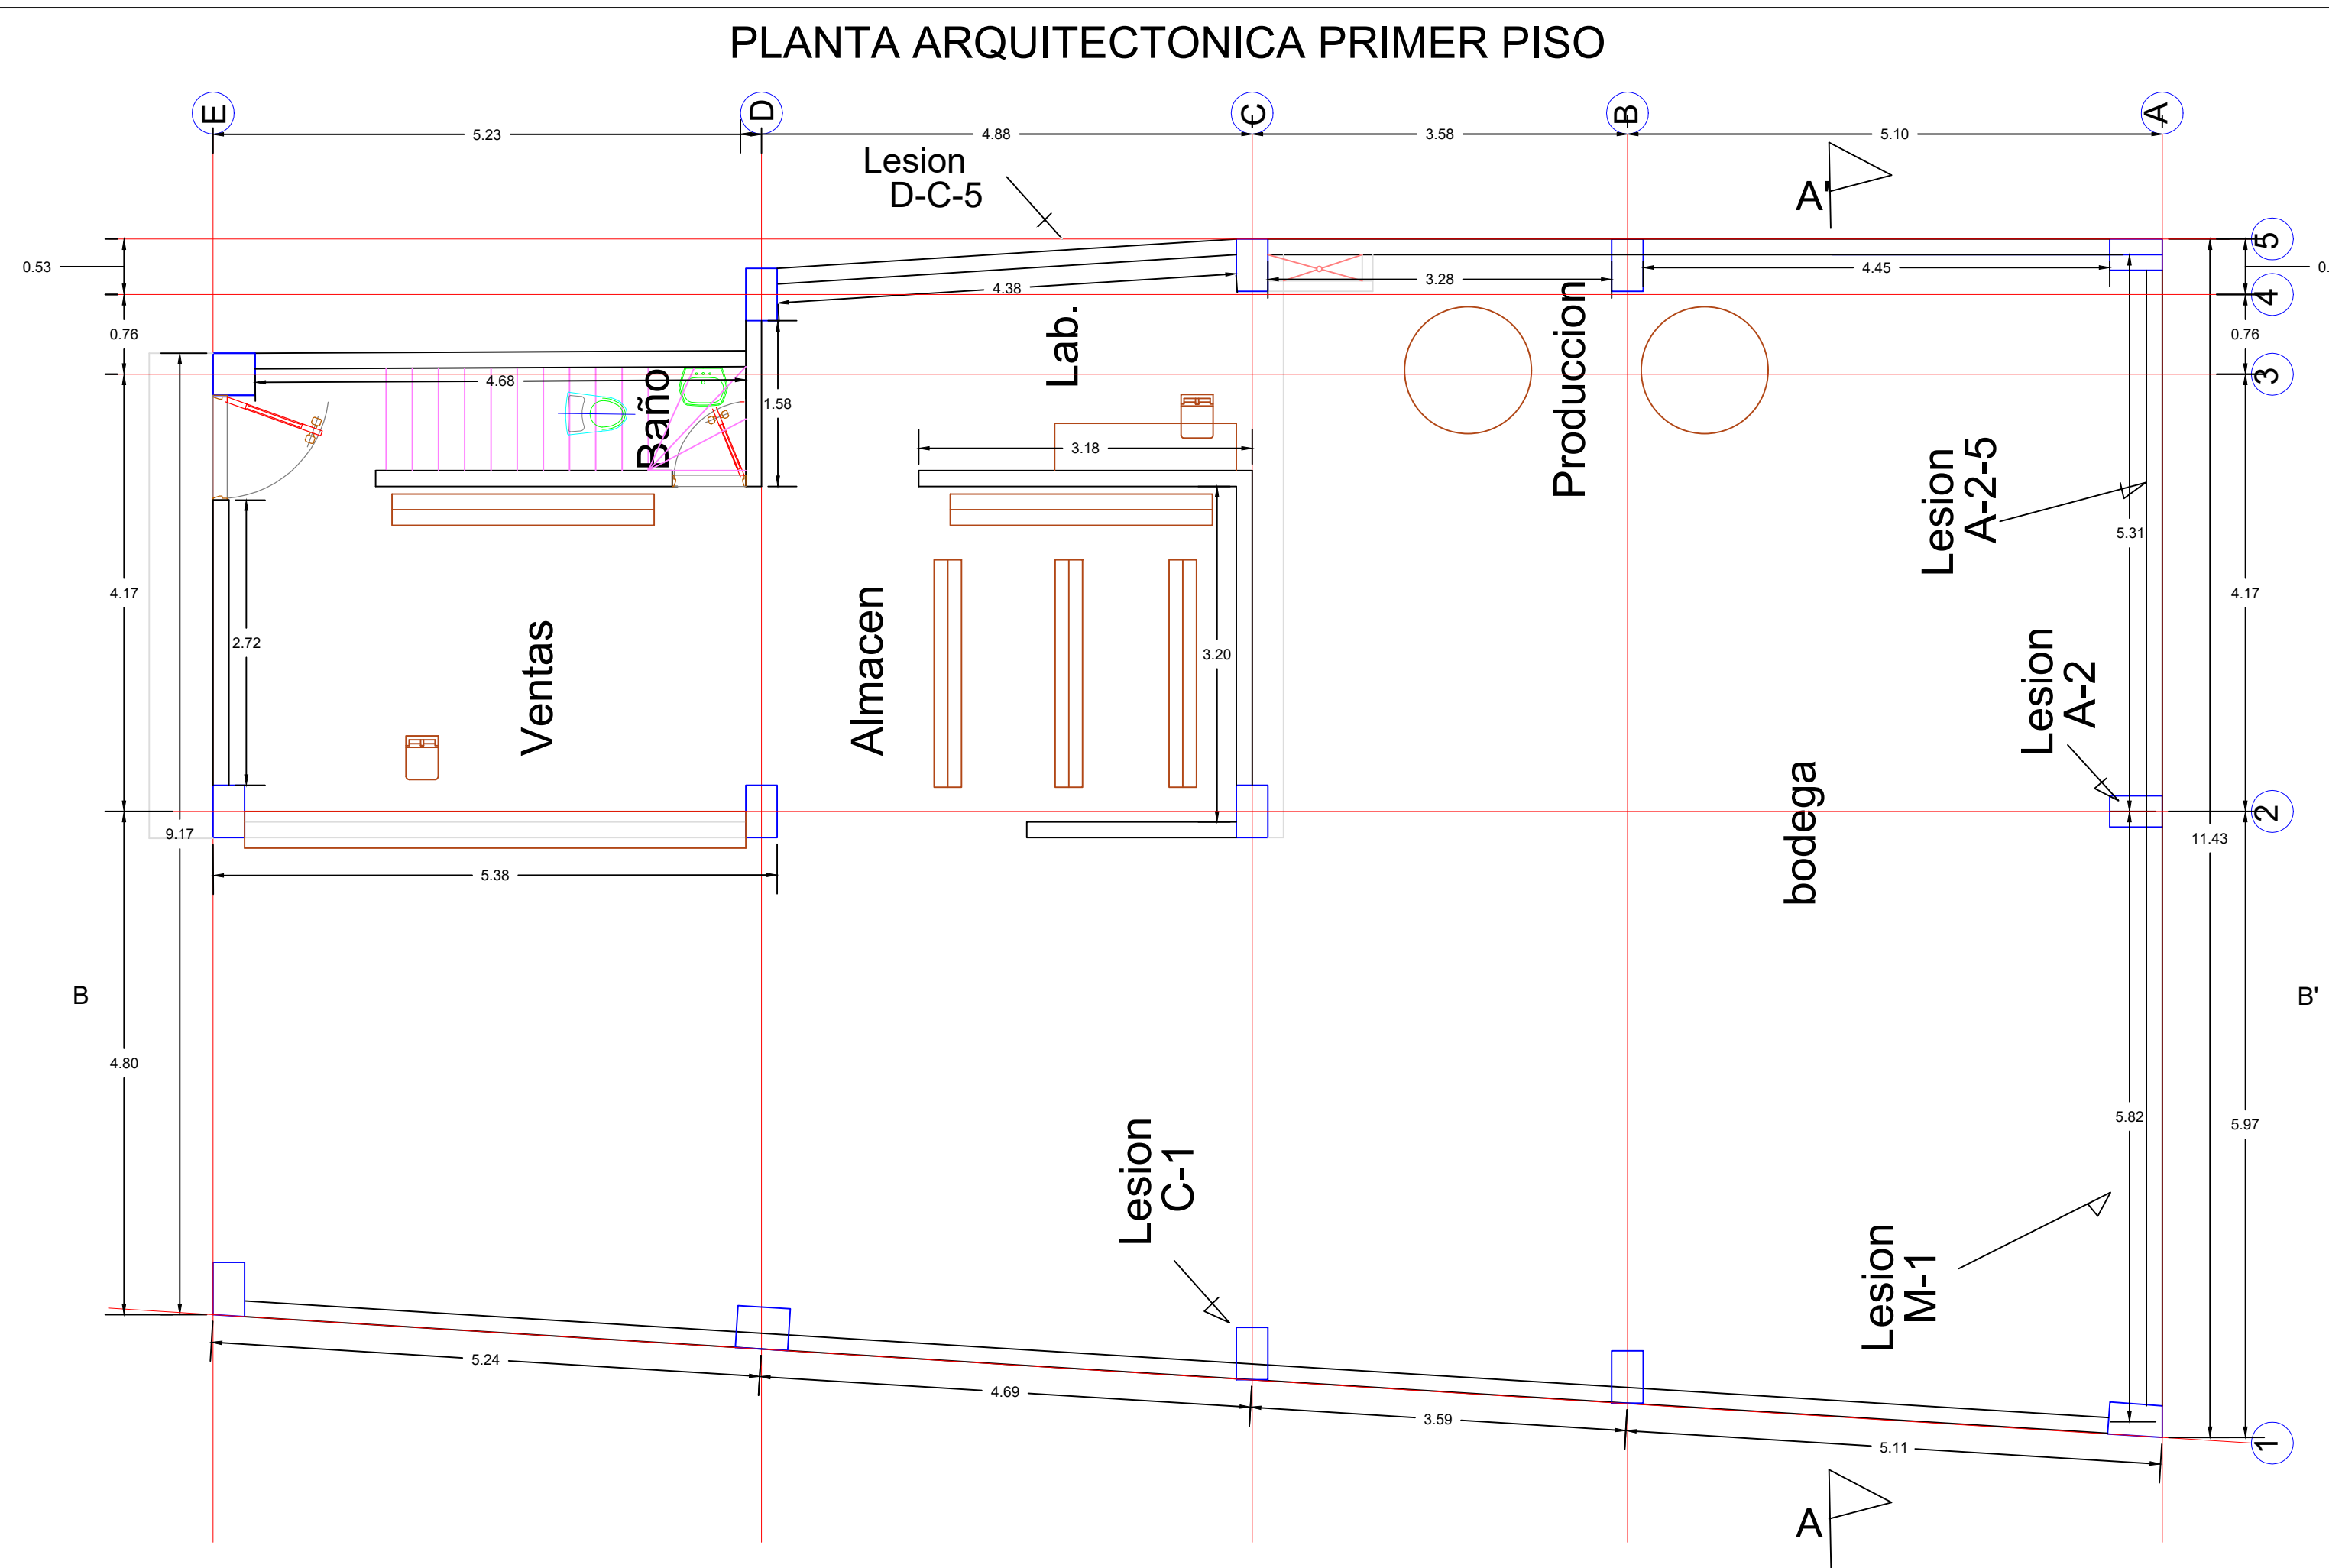 PLANTA ARQUITECTONICA PRIMER PISO
E
D
C
B
A
5.23
4.88
3.58
5.10
Lesion
D-C-5
A'
5
0.53
4.45
0.
4.38
3.28
4
0.76
0.76
3
4.68
1.58
Baño
Lab.
Produccion
3.18
Lesion
A-2-5
5.31
4.17
4.17
2.72
3.20
Ventas
Almacen
Lesion
A-2
bodega
2
9.17
11.43
5.38
B
B'
4.80
5.82
5.97
Lesion
C-1
Lesion
M-1
5.24
4.69
3.59
5.11
1
A